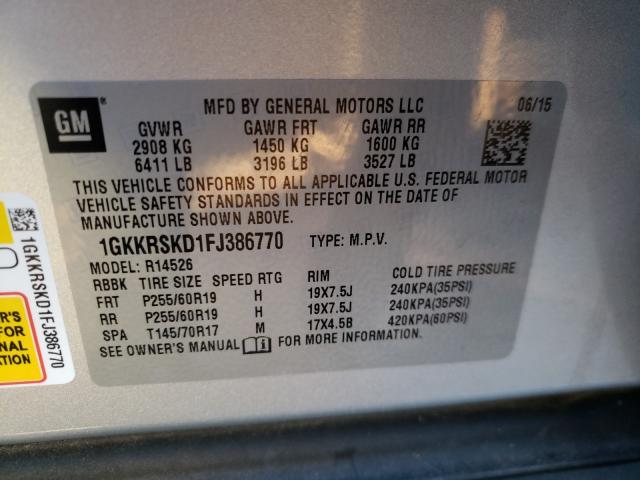 GM
MFD BY GENERAL MOTORS LLC 06/15
GVWR GAWR FRT GAWR RR
2908 KG 1450 KG 1600 KG
6411 LB 3196 LB 3527 LB
THIS VEHICLE CONFORMS TO ALL APPLICABLE U.S. FEDERAL MOTOR
VEHICLE SAFETY STANDARDS IN EFFECT ON THE DATE OF
MANUFACTURE SHOWN ABOVE.
1GKKRSKD1FJ386770 TYPE: M.P.V.
MODEL: R14526
RBBK TIRE SIZE SPEED RTG RIM COLD TIRE PRESSURE
FRT P255/60R19 H 19X7.5J 240KPA(35PSI)
RR P255/60R19 H 19X7.5J 240KPA(35PSI)
SPA T145/70R17 M 17X4.5B 420KPA(60PSI)
SEE OWNER'S MANUAL FOR MORE INFORMATION.
1GKKRSKD1FJ386770
R'S
FOR
NAL
TION